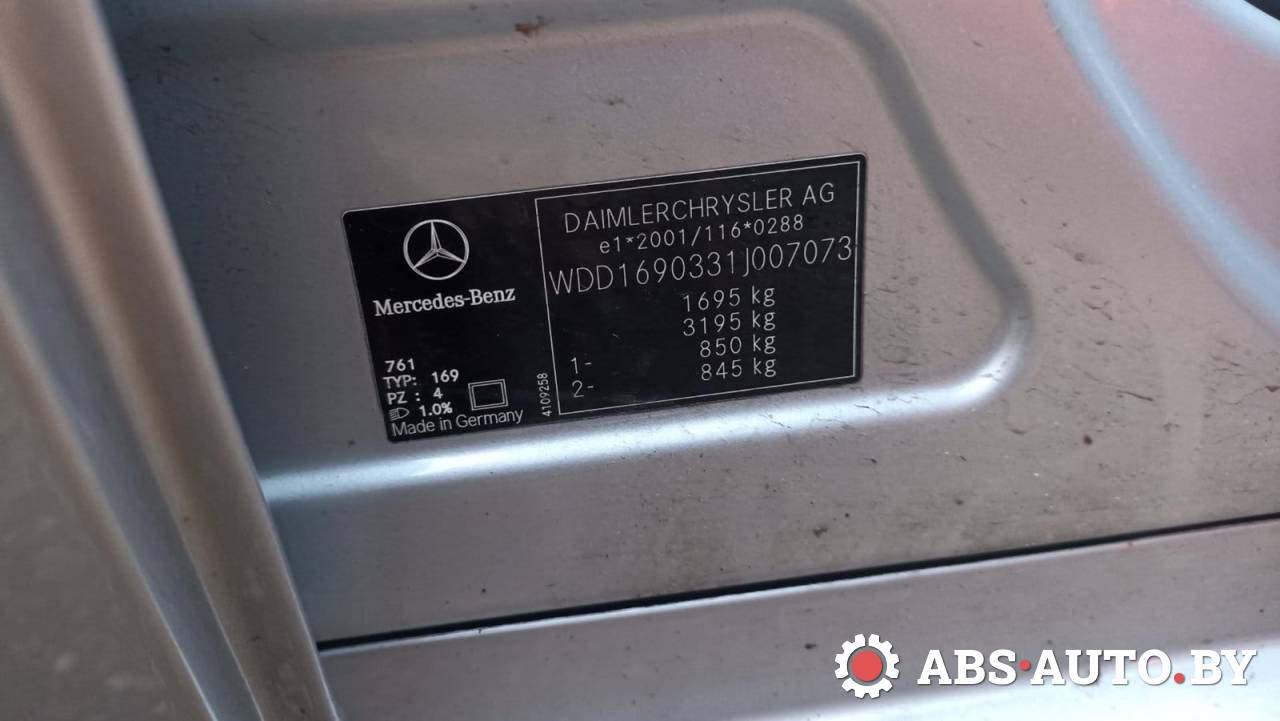 Mercedes-Benz
761
TYP: 169
PZ : 4
1.0%
Made in Germany
4109258
DAIMLERCHRYSLER AG
e1*2001/116*0288
WDD1690331J007073
1695 kg
3195 kg
1- 850 kg
2- 845 kg
ABS·AUTO.BY